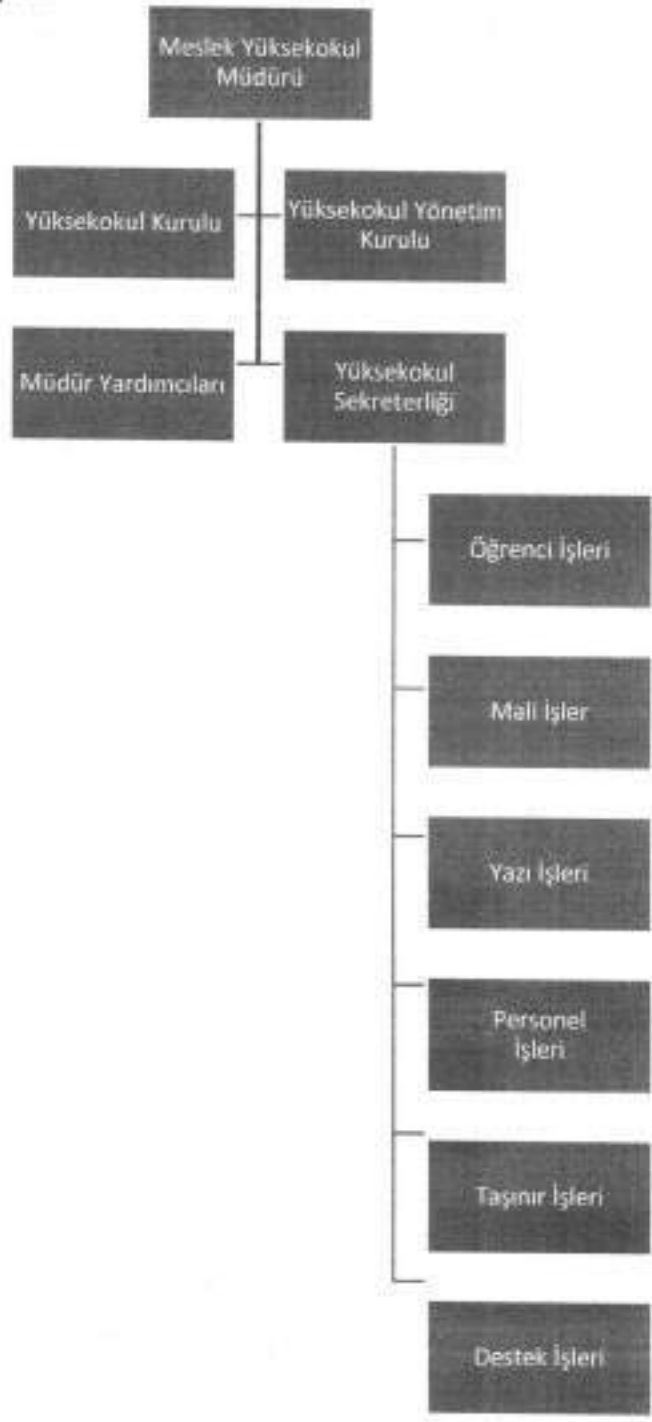 Meslek Yüksekokul
Müdürü
Yüksekokul Kurulu
Yüksekokul Yönetim
Kurulu
Müdür Yardımcıları
Yüksekokul
Sekreterliği
Öğrenci İşleri
Mali İşler
Yazı İşleri
Personel
İşleri
Taşınır İşleri
Destek İşleri